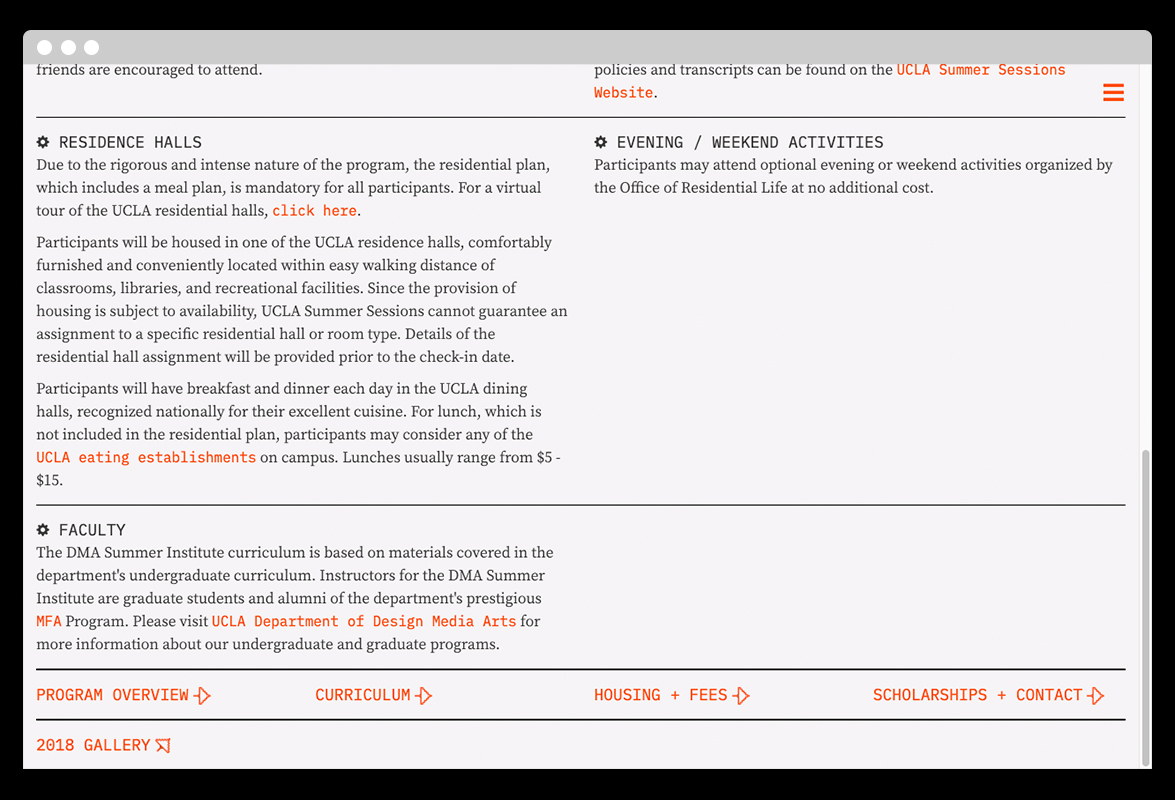 friends are encouraged to attend.
policies and transcripts can be found on the UCLA Summer Sessions
Website.
RESIDENCE HALLS
Due to the rigorous and intense nature of the program, the residential plan,
which includes a meal plan, is mandatory for all participants. For a virtual
tour of the UCLA residential halls, click here.
Participants will be housed in one of the UCLA residence halls, comfortably
furnished and conveniently located within easy walking distance of
classrooms, libraries, and recreational facilities. Since the provision of
housing is subject to availability, UCLA Summer Sessions cannot guarantee an
assignment to a specific residential hall or room type. Details of the
residential hall assignment will be provided prior to the check-in date.
Participants will have breakfast and dinner each day in the UCLA dining
halls, recognized nationally for their excellent cuisine. For lunch, which is
not included in the residential plan, participants may consider any of the
UCLA eating establishments on campus. Lunches usually range from $5 -
$15.
EVENING / WEEKEND ACTIVITIES
Participants may attend optional evening or weekend activities organized by
the Office of Residential Life at no additional cost.
FACULTY
The DMA Summer Institute curriculum is based on materials covered in the
department's undergraduate curriculum. Instructors for the DMA Summer
Institute are graduate students and alumni of the department's prestigious
MFA Program. Please visit UCLA Department of Design Media Arts for
more information about our undergraduate and graduate programs.
PROGRAM OVERVIEW
CURRICULUM
HOUSING + FEES
SCHOLARSHIPS + CONTACT
2018 GALLERY